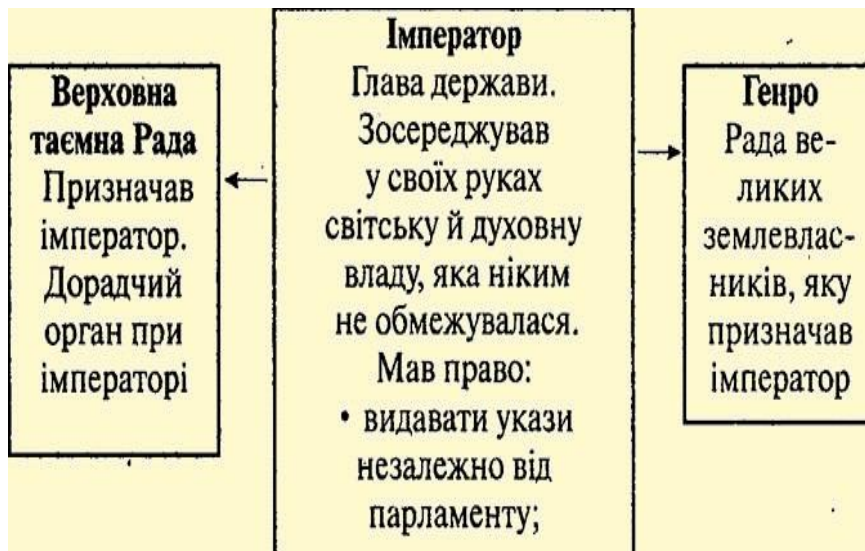 Верховна
таємна Рада
Призначав
імператор.
Дорадчий
орган при
імператорі
Імператор
Глава держави.
Зосереджував
у своїх руках
світську й духовну
владу, яка ніким
не обмежувалася.
Мав право:
• видавати укази
незалежно від
парламенту;
Генро
Рада ве-
ликих
землевлас-
ників, яку
призначав
імператор